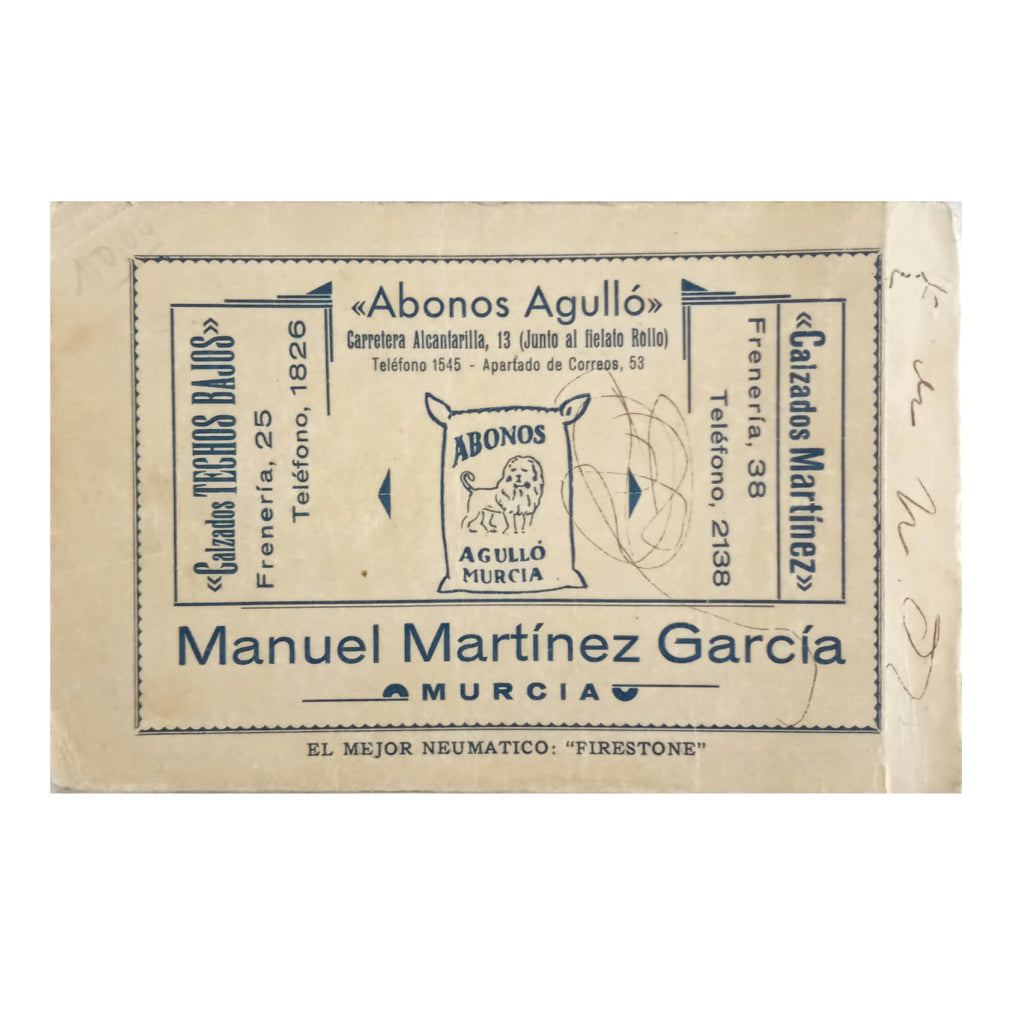 «Abonos Agulló»
Carretera Alcantarilla, 13 (Junto al fielato Rollo)
Teléfono 1545 - Apartado de Correos, 53
«Calzados TECHOS BAJOS»
Frenería, 25
Teléfono, 1826
ABONOS
AGULLÓ
MURCIA
«Calzados Martínez»
Frenería, 38
Teléfono, 2138
Manuel Martínez García
MURCIA
EL MEJOR NEUMATICO: "FIRESTONE"